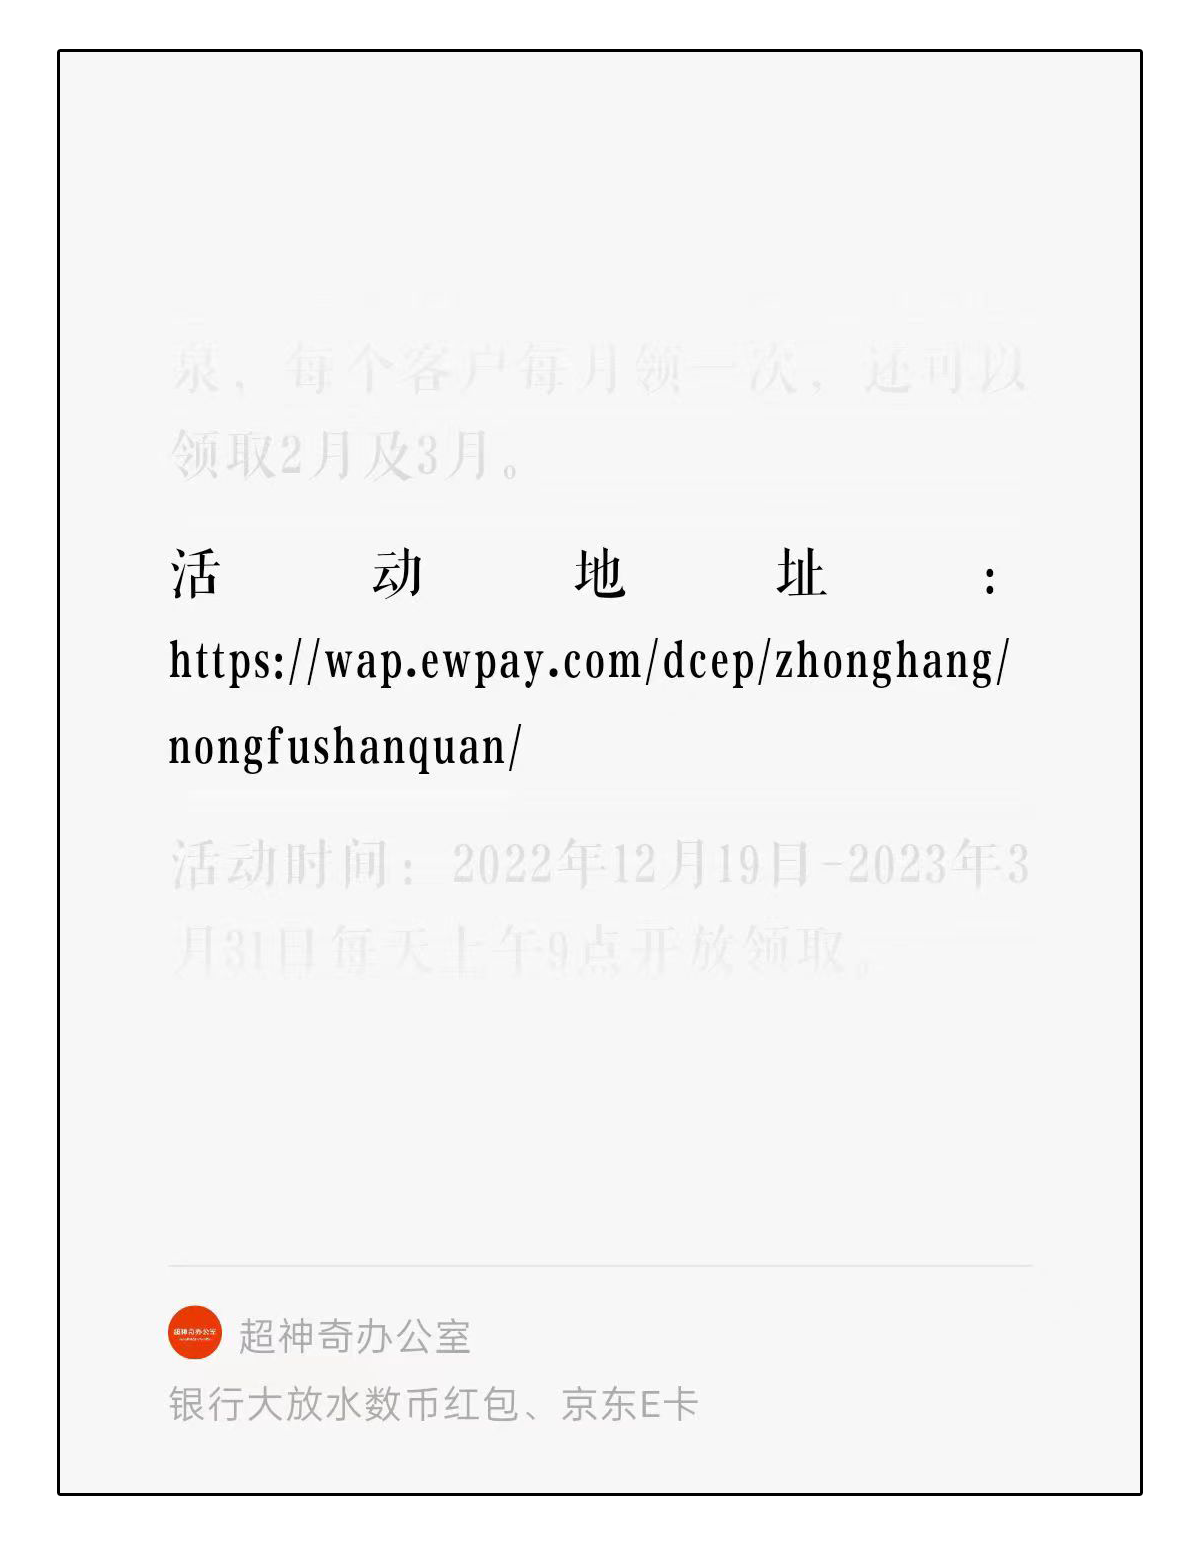 泉，每个客户每月领一次，还可以
领取2月及3月。
活动地址：
https://wap.ewpay.com/dcep/zhonghang/
nongfushanquan/
活动时间：2022年12月19日-2023年3
月31日每天上午9点开放领取。
超神奇办公室
超神奇办公室
银行大放水数币红包、京东E卡